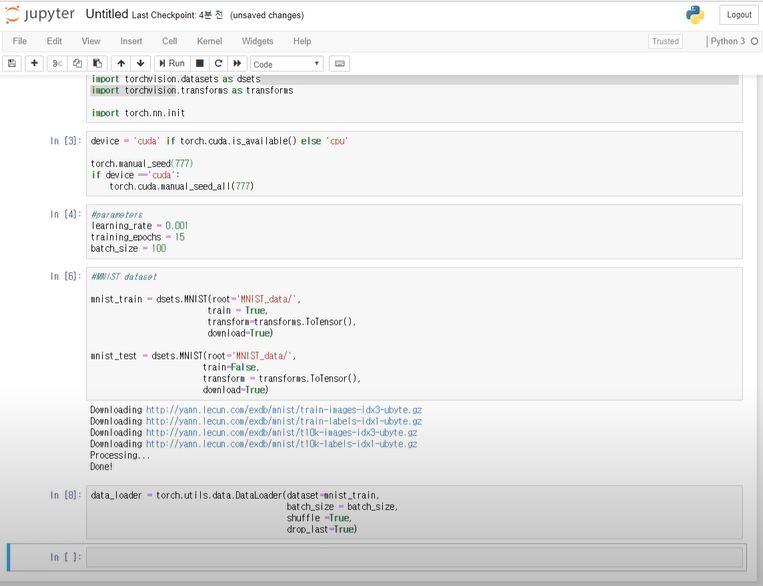 jupyter Untitled Last Checkpoint: 4분 전 (unsaved changes) Logout
File Edit View Insert Cell Kernel Widgets Help Trusted Python 3
Run Code
import torchvision.datasets as dsets
import torchvision.transforms as transforms
import torch.nn.init
In [3]: device = 'cuda' if torch.cuda.is_available() else 'cpu'
torch.manual_seed(777)
if device =='cuda':
torch.cuda.manual_seed_all(777)
In [4]: #parameters
learning_rate = 0.001
training_epochs = 15
batch_size = 100
In [6]: #MNIST dataset
mnist_train = dsets.MNIST(root='MNIST_data/',
train = True,
transform=transforms.ToTensor(),
download=True)
mnist_test = dsets.MNIST(root='MNIST_data/',
train=False,
transform = transforms.ToTensor(),
download=True)
Downloading http://yann.lecun.com/exdb/mnist/train-images-idx3-ubyte.gz
Downloading http://yann.lecun.com/exdb/mnist/train-labels-idx1-ubyte.gz
Downloading http://yann.lecun.com/exdb/mnist/t10k-images-idx3-ubyte.gz
Downloading http://yann.lecun.com/exdb/mnist/t10k-labels-idx1-ubyte.gz
Processing...
Done!
In [8]: data_loader = torch.utils.data.DataLoader(dataset=mnist_train,
batch_size = batch_size,
shuffle =True,
drop_last=True)
In [ ]: